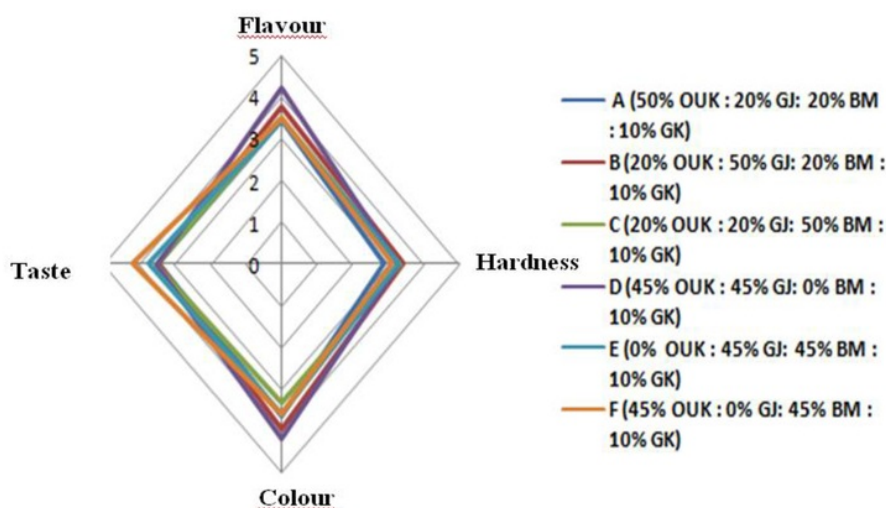 Flavour
5
4
3
2
1
0
Taste
Hardness
Colour
A (50% OUK : 20% GJ: 20% BM
: 10% GK)
B (20% OUK : 50% GJ: 20% BM :
10% GK)
C (20% OUK : 20% GJ: 50% BM :
10% GK)
D (45% OUK : 45% GJ: 0% BM :
10% GK)
E (0% OUK : 45% GJ: 45% BM :
10% GK)
F (45% OUK : 0% GJ: 45% BM :
10% GK)